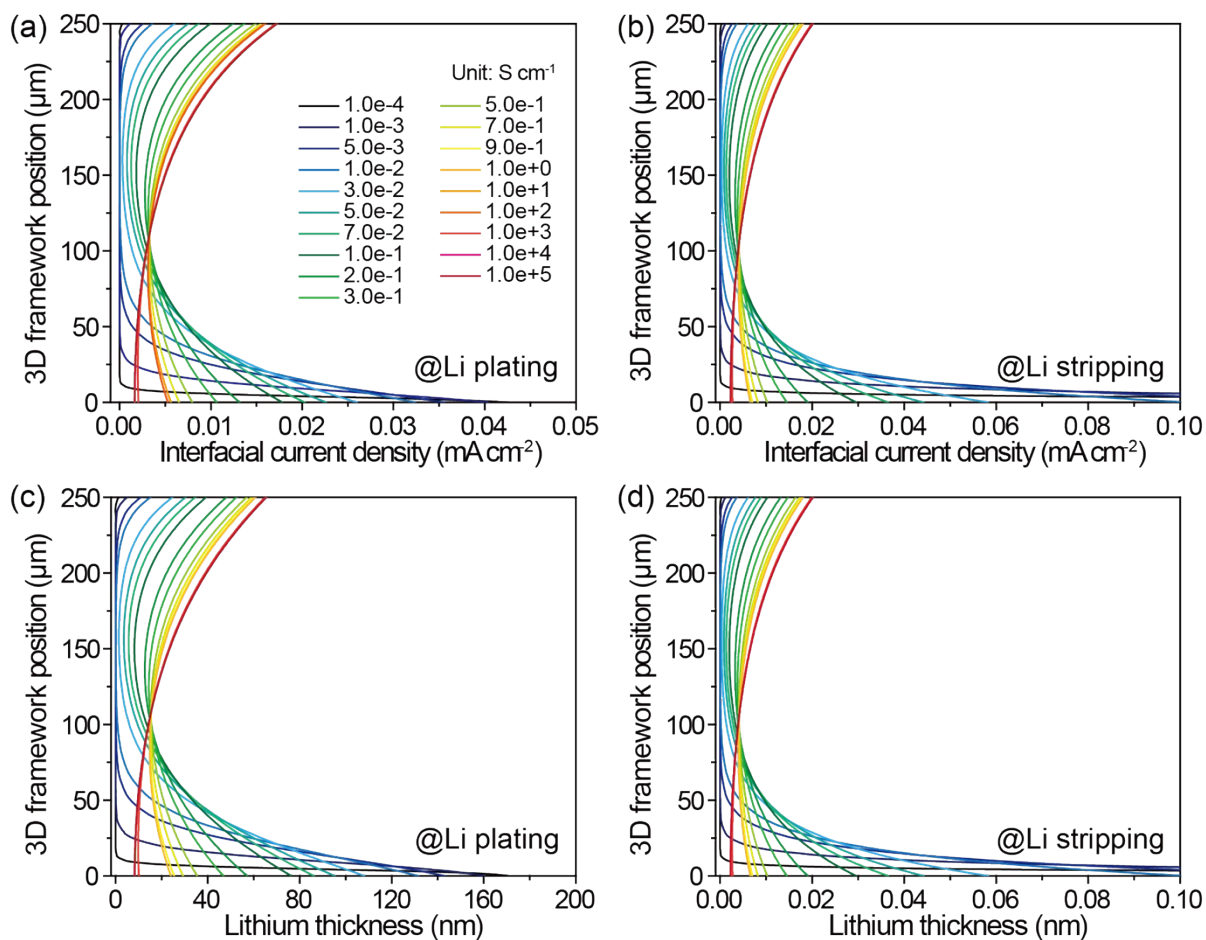 (a)
3D framework position (µm)
250
200
150
100
50
0
Unit: S cm⁻¹
1.0e-4
1.0e-3
5.0e-3
1.0e-2
3.0e-2
5.0e-2
7.0e-2
1.0e-1
2.0e-1
3.0e-1
5.0e-1
7.0e-1
9.0e-1
1.0e+0
1.0e+1
1.0e+2
1.0e+3
1.0e+4
1.0e+5
@Li plating
0.00 0.01 0.02 0.03 0.04 0.05
Interfacial current density (mA cm⁻²)
(b)
3D framework position (µm)
250
200
150
100
50
0
@Li stripping
0.00 0.02 0.04 0.06 0.08 0.10
Interfacial current density (mA cm⁻²)
(c)
3D framework position (µm)
250
200
150
100
50
0
@Li plating
0 40 80 120 160 200
Lithium thickness (nm)
(d)
3D framework position (µm)
250
200
150
100
50
0
@Li stripping
0.00 0.02 0.04 0.06 0.08 0.10
Lithium thickness (nm)